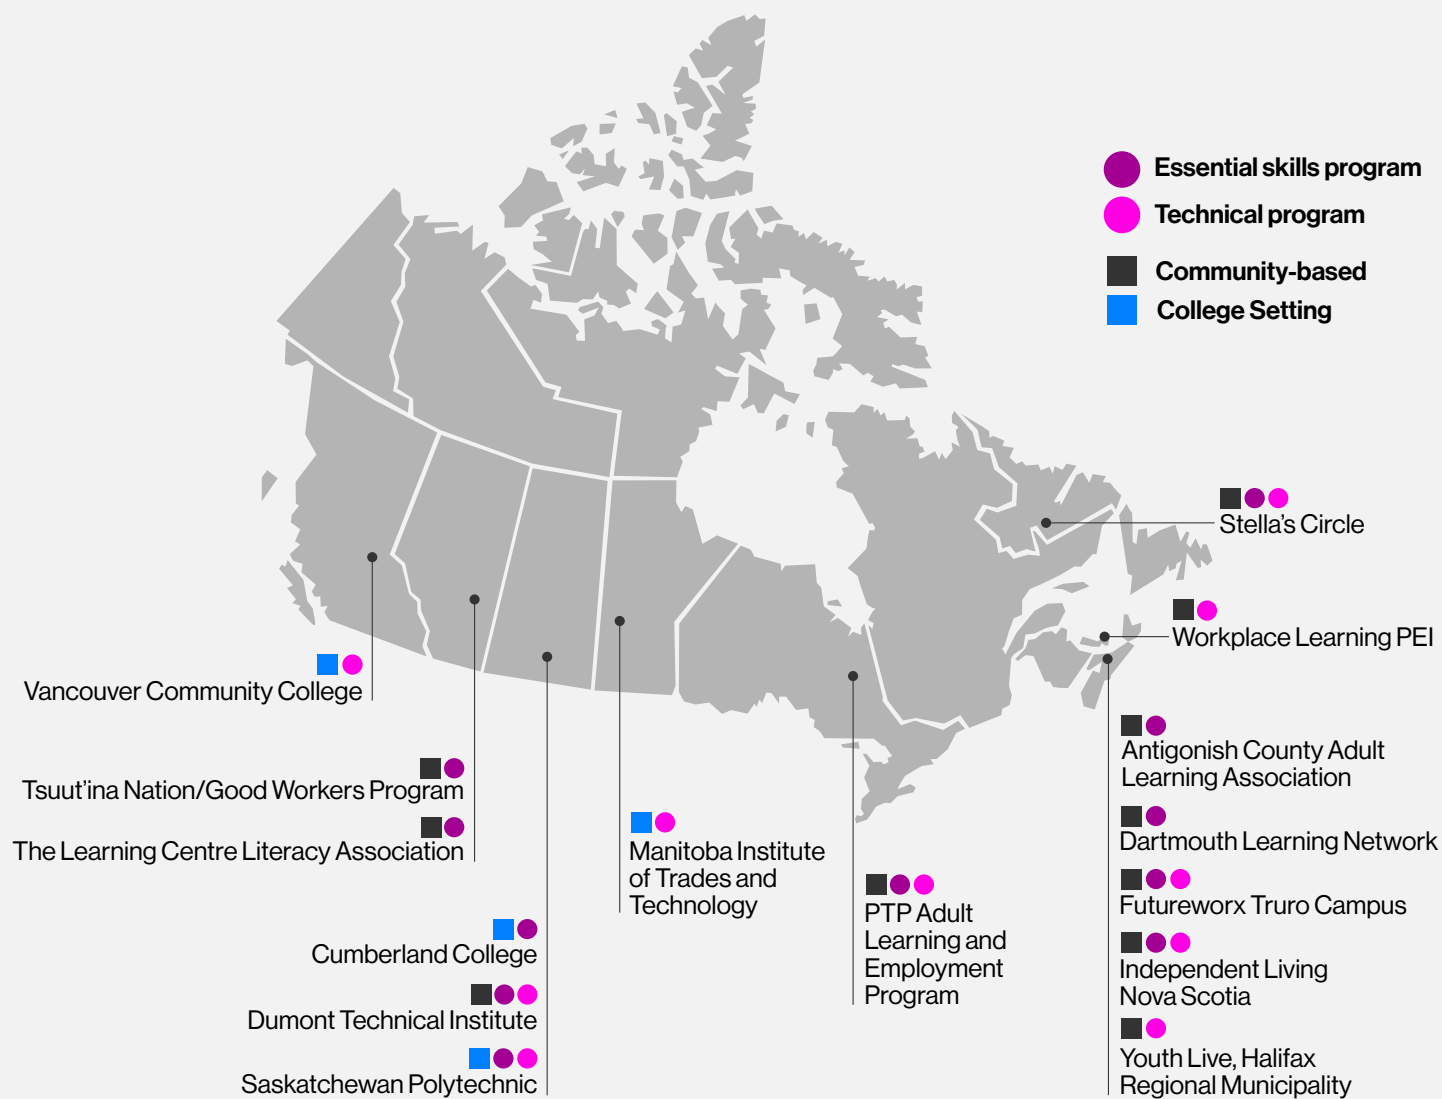 Essential skills program
Technical program
Community-based
College Setting
Stella’s Circle
Workplace Learning PEI
Vancouver Community College
Tsuut’ina Nation/Good Workers Program
The Learning Centre Literacy Association
Cumberland College
Dumont Technical Institute
Saskatchewan Polytechnic
Manitoba Institute
of Trades and
Technology
PTP Adult
Learning and
Employment
Program
Antigonish County Adult
Learning Association
Dartmouth Learning Network
Futureworx Truro Campus
Independent Living
Nova Scotia
Youth Live, Halifax
Regional Municipality